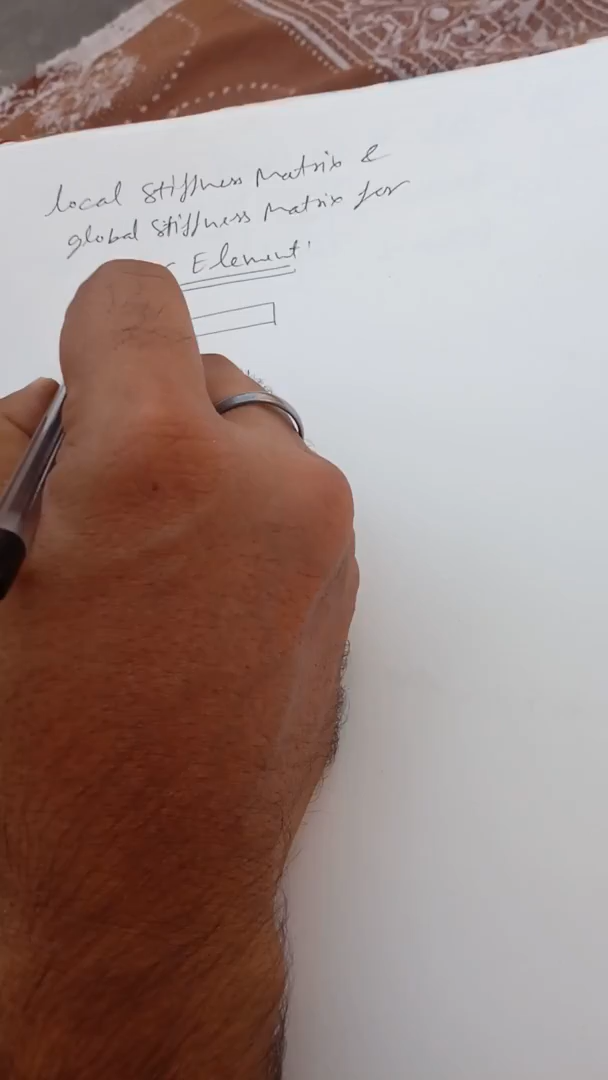 local Stiffness Matrix &
global Stiffness Matrix for
Element'